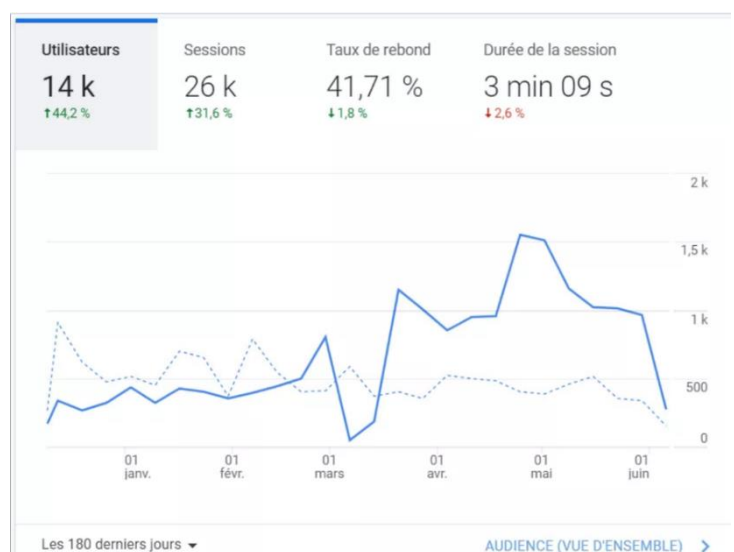 Utilisateurs Sessions Taux de rebond Durée de la session
14 k 26 k 41,71 % 3 min 09 s
↑44,2 % ↑31,6 % ↓1,8 % ↓2,6 %
2 k
1,5 k
1 k
500
0
01 01 01 01 01 01
janv. févr. mars avr. mai juin
Les 180 derniers jours AUDIENCE (VUE D'ENSEMBLE)